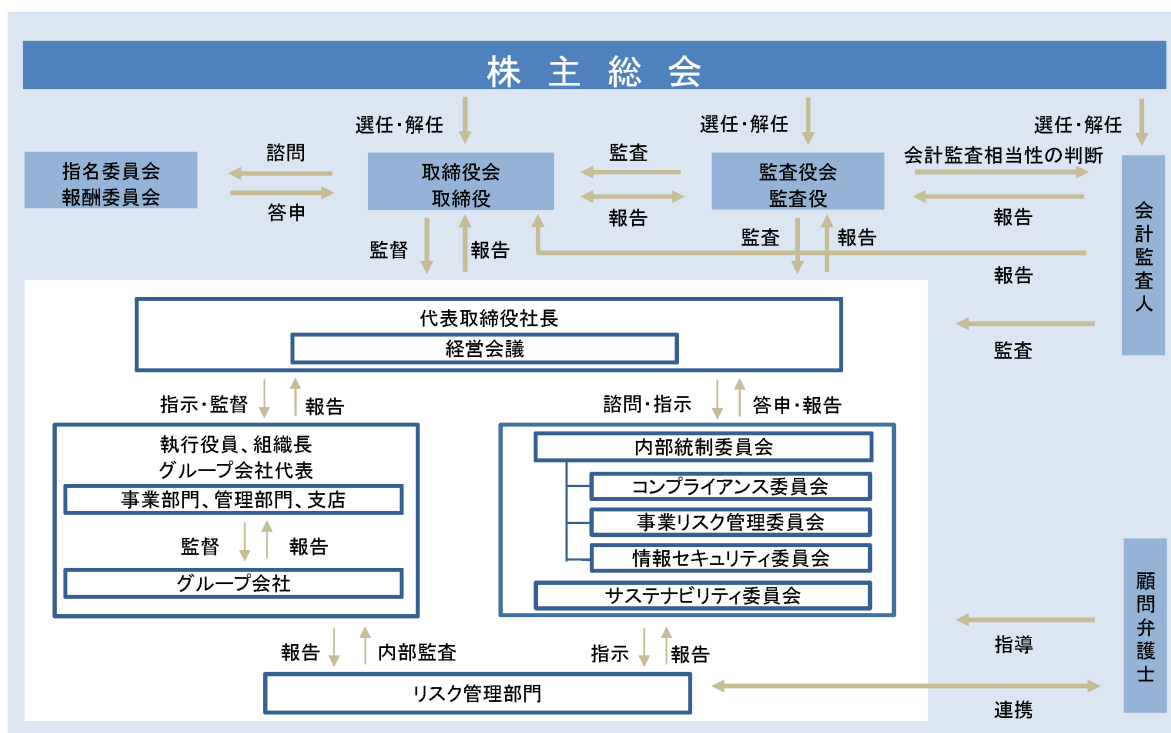 株主総会
選任・解任
選任・解任
選任・解任
指名委員会
報酬委員会
諮問
答申
取締役会
取締役
監査
報告
監査役会
監査役
会計監査相当性の判断
報告
会計監査人
監督
報告
監査
報告
報告
監査
代表取締役社長
経営会議
指示・監督
報告
諮問・指示
答申・報告
執行役員、組織長
グループ会社代表
事業部門、管理部門、支店
監督
報告
グループ会社
内部統制委員会
コンプライアンス委員会
事業リスク管理委員会
情報セキュリティ委員会
サステナビリティ委員会
報告
内部監査
指示
報告
リスク管理部門
顧問弁護士
指導
連携